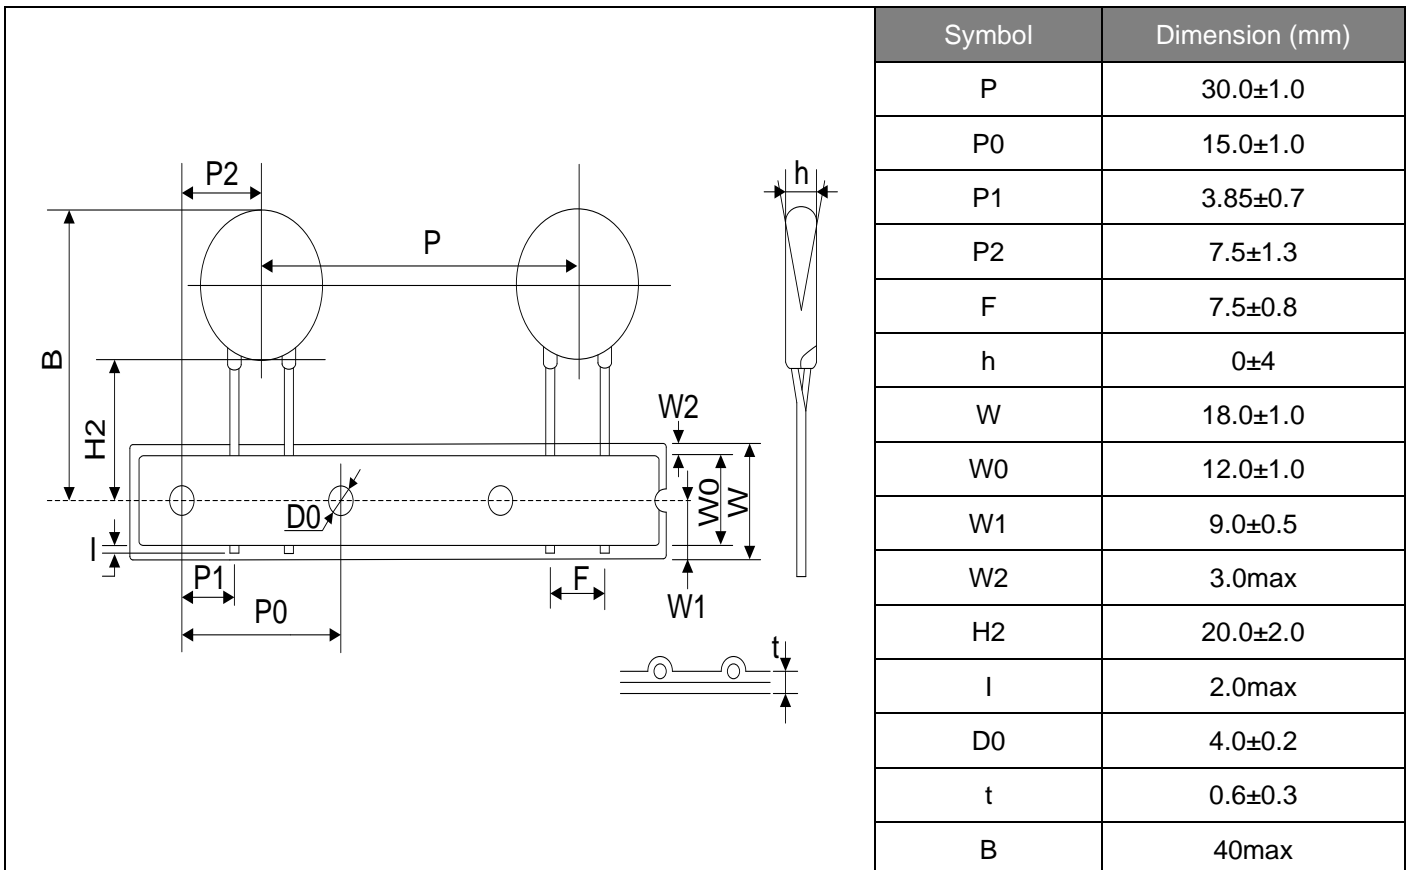 P2
P
B
H2
W2
W0
W
D0
l
P1
F
P0
W1
h
t
Symbol Dimension (mm)
P 30.0±1.0
P0 15.0±1.0
P1 3.85±0.7
P2 7.5±1.3
F 7.5±0.8
h 0±4
W 18.0±1.0
W0 12.0±1.0
W1 9.0±0.5
W2 3.0max
H2 20.0±2.0
l 2.0max
D0 4.0±0.2
t 0.6±0.3
B 40max